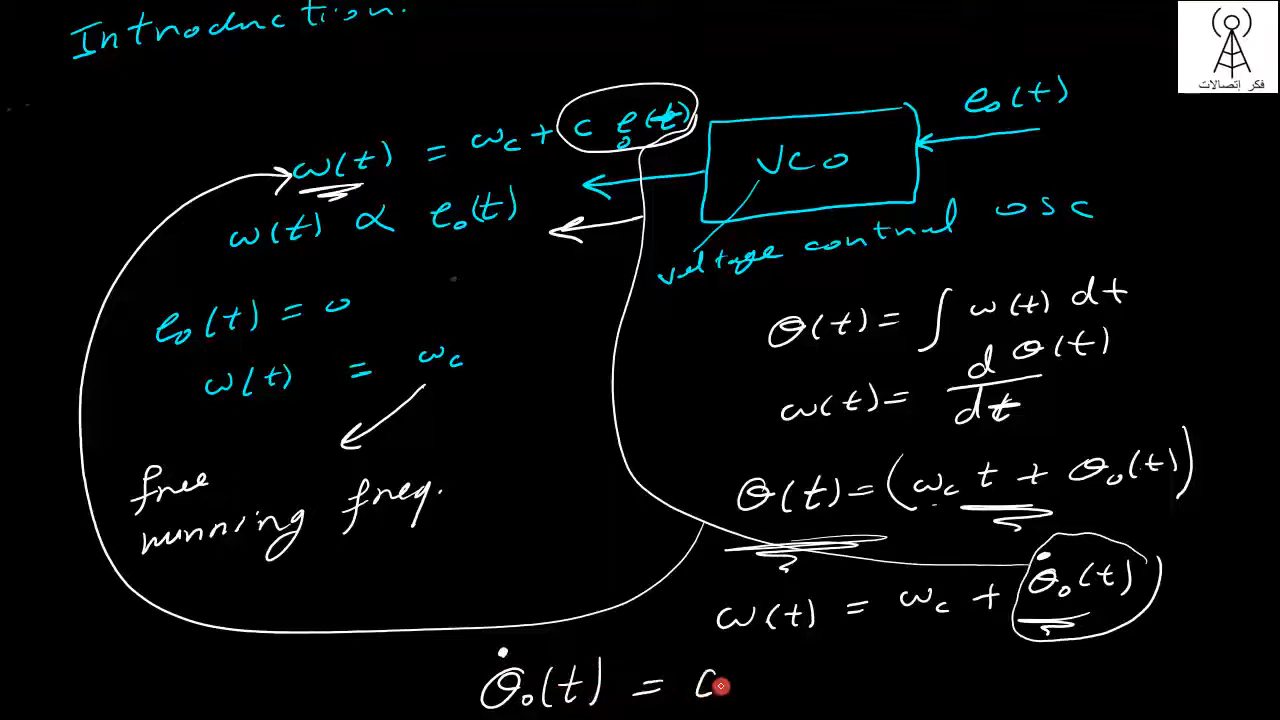 Introduction.
فكر إتصالات
e₀(t)
ω(t) = ωc + c e₀(t)
VCO
ω(t) ∝ e₀(t)
voltage control osc
e₀(t) = 0
θ(t) = ∫ ω(t) dt
ω(t) = ωc
ω(t) = d θ(t) / dt
free
running freq.
θ(t) = (ωc t + θ₀(t))
ω(t) = ωc + θ̇₀(t)
θ̇₀(t) = C